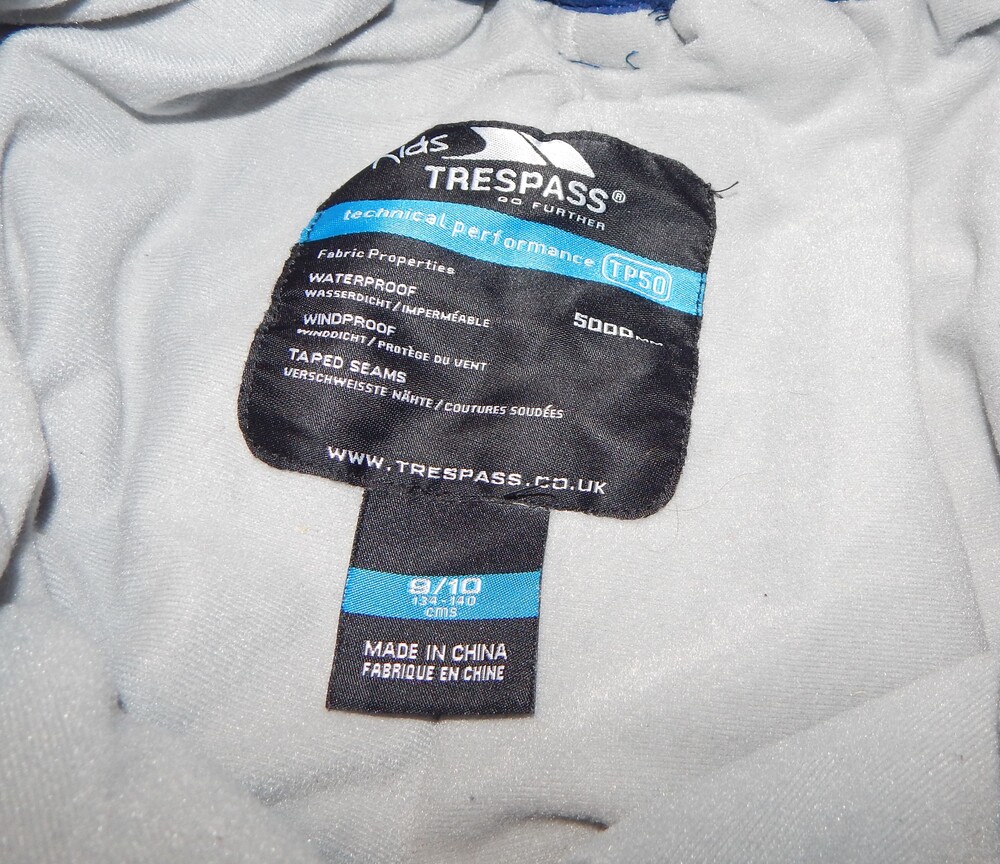 Kids
TRESPASS®
GO FURTHER
technical performance TP50
Fabric Properties
WATERPROOF 5000MM
WASSERDICHT/IMPERMÉABLE
WINDPROOF
WINDDICHT/PROTÈGE DU VENT
TAPED SEAMS
VERSCHWEISSTE NÄHTE/COUTURES SOUDÉES
WWW.TRESPASS.CO.UK
9/10
134-140
cms
MADE IN CHINA
FABRIQUE EN CHINE